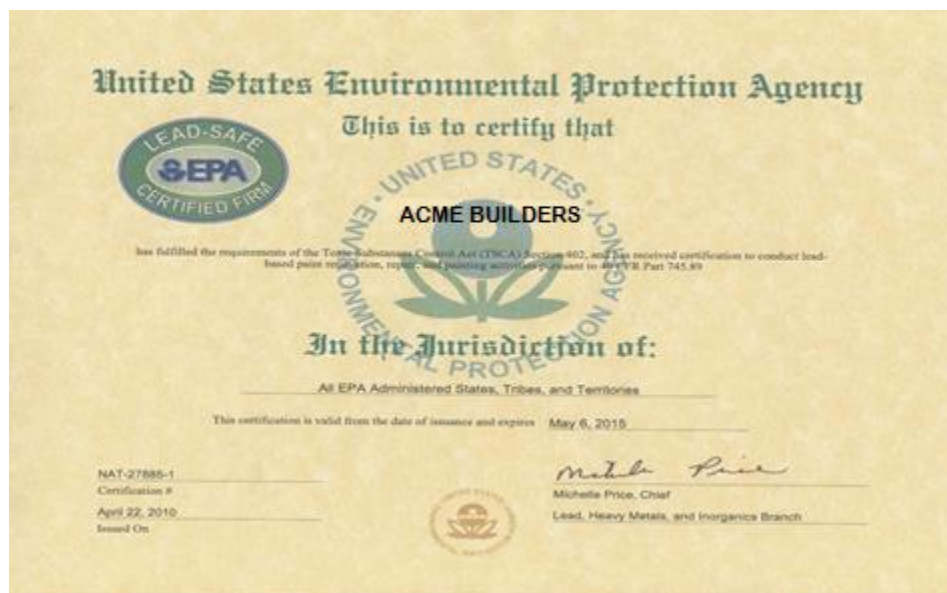 United States Environmental Protection Agency
This is to certify that
LEAD-SAFE
EPA
CERTIFIED FIRM
UNITED STATES
ENVIRONMENTAL PROTECTION AGENCY
ACME BUILDERS
has fulfilled the requirements of the Toxic Substances Control Act (TSCA) Section 402, and has received certification to conduct lead-
based paint renovation, repair, and painting activities pursuant to 40 CFR Part 745.89
In the Jurisdiction of:
All EPA Administered States, Tribes, and Territories
This certification is valid from the date of issuance and expires May 6, 2015
NAT-27885-1
Certification #
April 22, 2010
Issued On
Michelle Price
Michelle Price, Chief
Lead, Heavy Metals, and Inorganics Branch
UNITED STATES